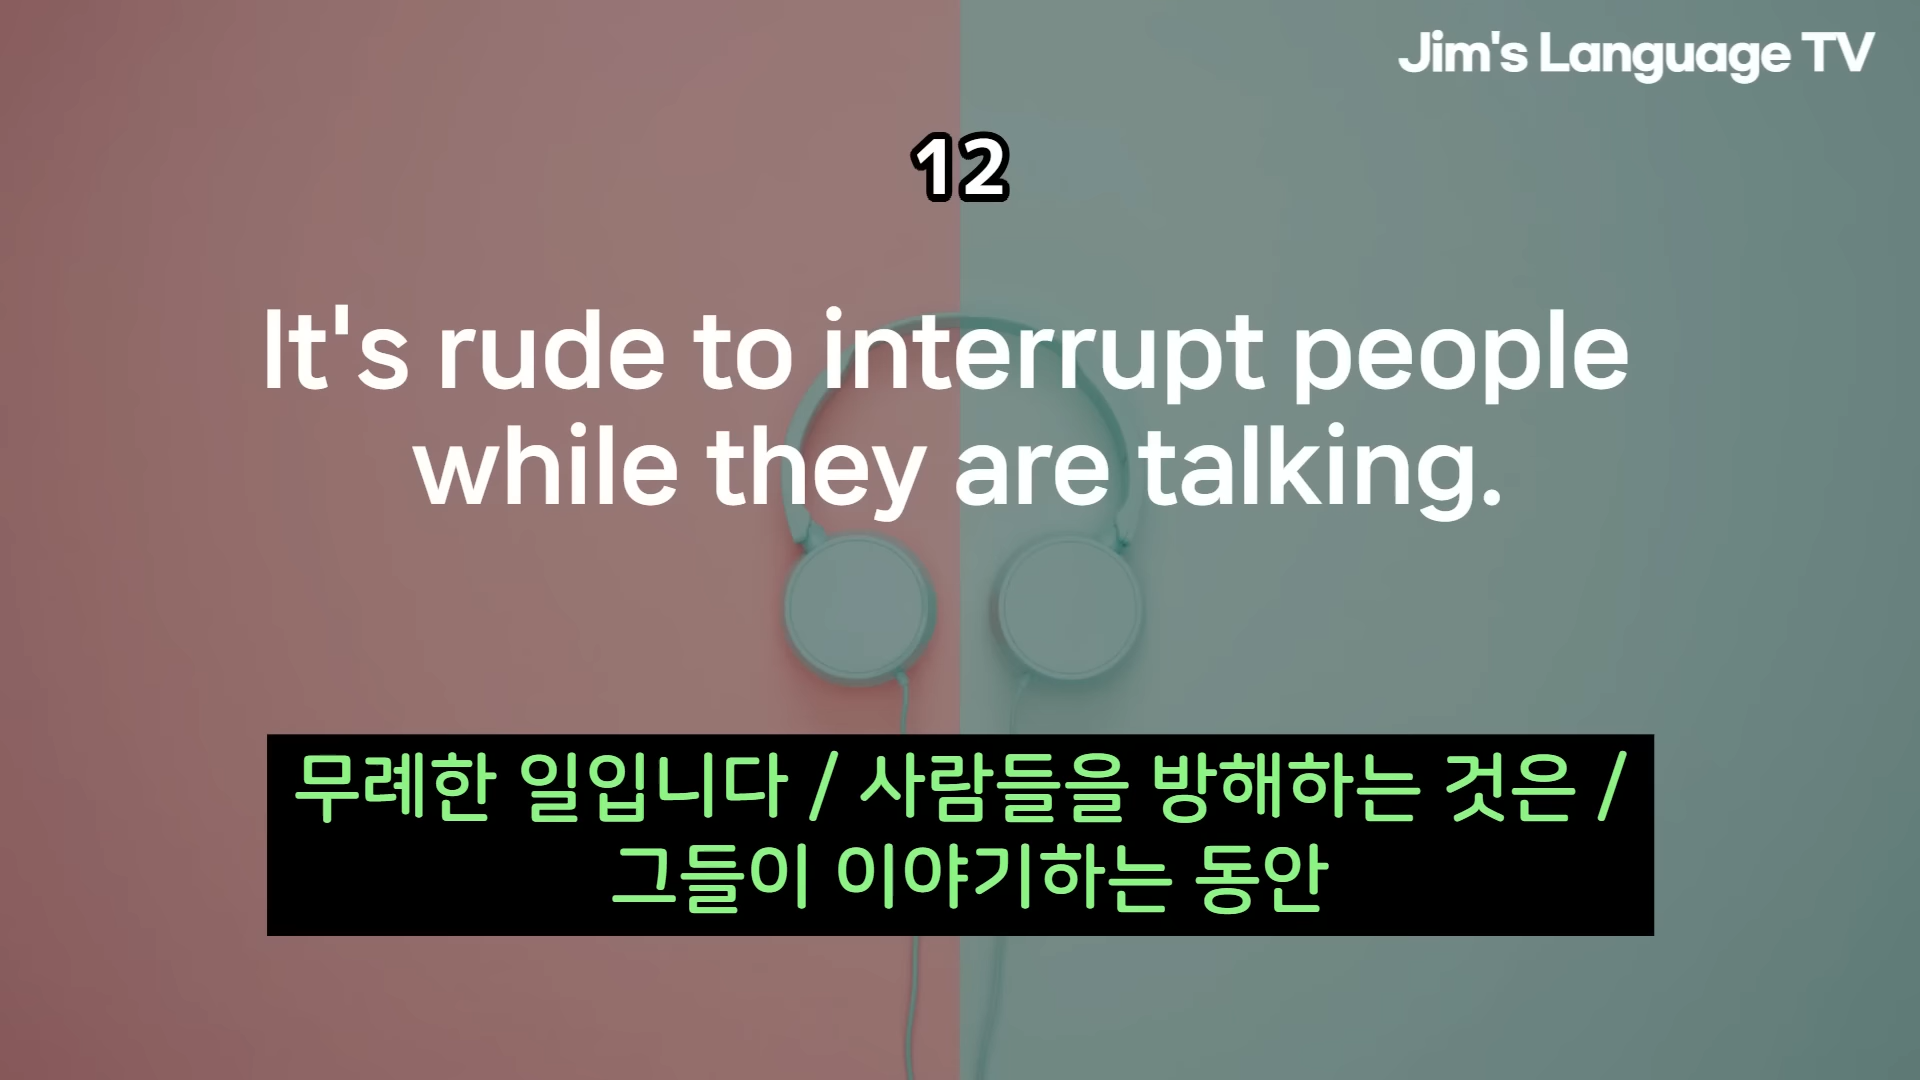 Jim's Language TV
12
It's rude to interrupt people
while they are talking.
무례한 일입니다 / 사람들을 방해하는 것은 /
그들이 이야기하는 동안